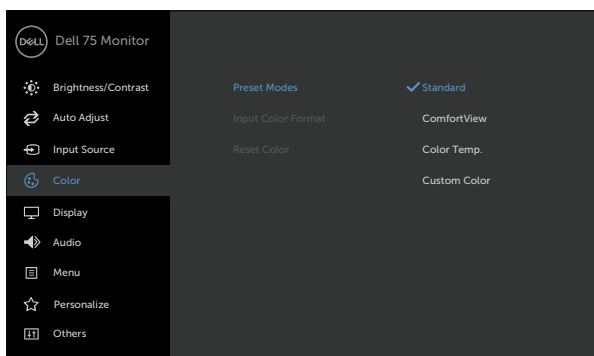 DELL
Dell 75 Monitor
Brightness/Contrast
Auto Adjust
Input Source
Color
Display
Audio
Menu
Personalize
Others
Preset Modes
Input Color Format
Reset Color
Standard
ComfortView
Color Temp.
Custom Color